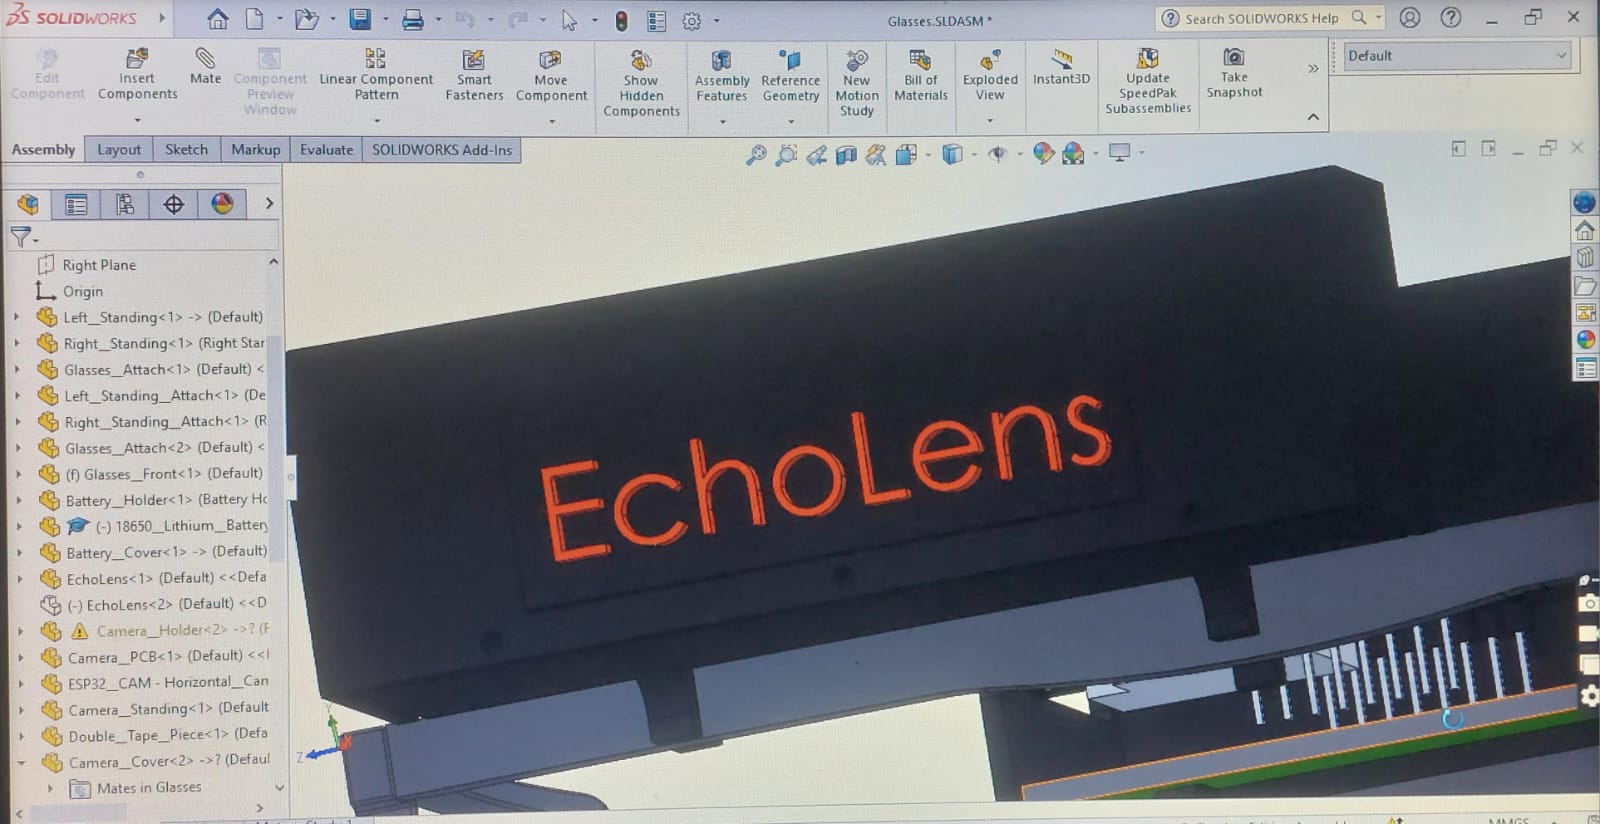 SOLIDWORKS
Glasses.SLDASM *
Search SOLIDWORKS Help
Edit Component
Insert Components
Mate
Component Preview Window
Linear Component Pattern
Smart Fasteners
Move Component
Show Hidden Components
Assembly Features
Reference Geometry
New Motion Study
Bill of Materials
Exploded View
Instant3D
Update SpeedPak Subassemblies
Take Snapshot
Default
Assembly Layout Sketch Markup Evaluate SOLIDWORKS Add-Ins
Right Plane
Origin
Left_Standing<1> -> (Default)
Right_Standing<1> (Right Star
Glasses_Attach<1> (Default) <
Left_Standing_Attach<1> (De
Right_Standing_Attach<1> (R
Glasses_Attach<2> (Default) <
(f) Glasses_Front<1> (Default)
Battery_Holder<1> (Battery Ho
(-) 18650_Lithium_Battery
Battery_Cover<1> -> (Default)
EchoLens<1> (Default) <<Defa
(-) EchoLens<2> (Default) <<D
Camera_Holder<2> ->? (F
Camera_PCB<1> (Default) <<
ESP32_CAM - Horizontal_Can
Camera_Standing<1> (Default
Double_Tape_Piece<1> (Defa
Camera_Cover<2> ->? (Defaul
Mates in Glasses
EchoLens
Z
MMGS